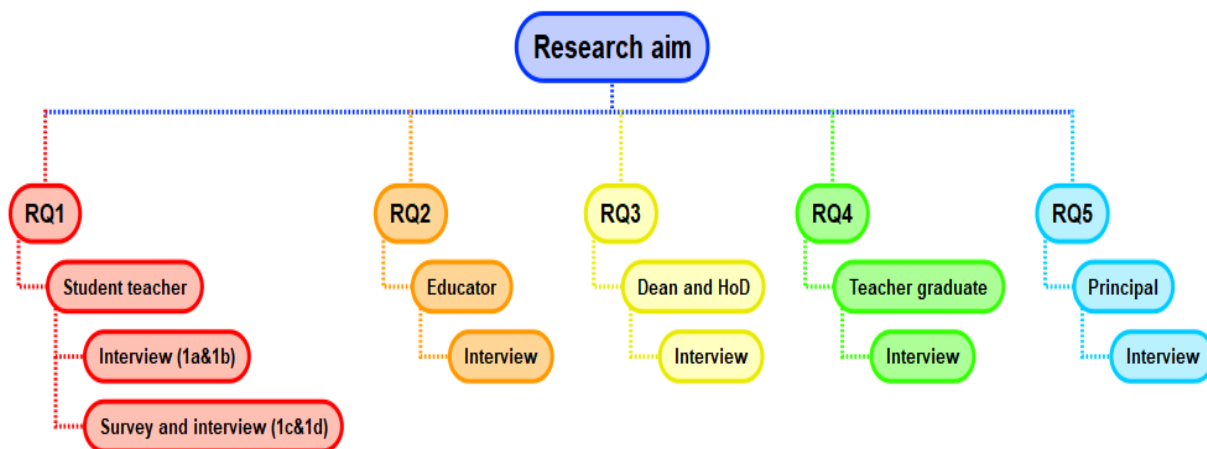 Research aim
RQ1
RQ2
RQ3
RQ4
RQ5
Student teacher
Educator
Dean and HoD
Teacher graduate
Principal
Interview (1a&1b)
Interview
Interview
Interview
Interview
Survey and interview (1c&1d)